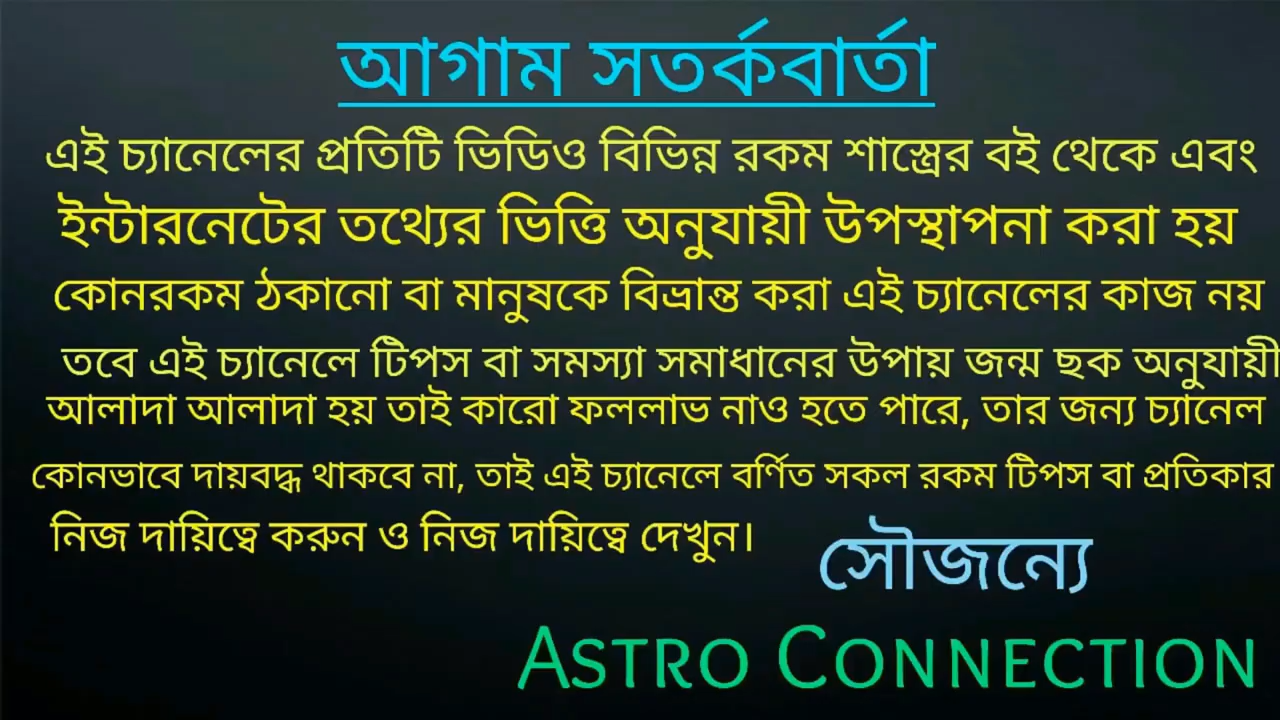 আগাম সতর্কবার্তা
এই চ্যানেলের প্রতিটি ভিডিও বিভিন্ন রকম শাস্ত্রের বই থেকে এবং
ইন্টারনেটের তথ্যের ভিত্তি অনুযায়ী উপস্থাপনা করা হয়
কোনরকম ঠকানো বা মানুষকে বিভ্রান্ত করা এই চ্যানেলের কাজ নয়
তবে এই চ্যানেলে টিপস বা সমস্যা সমাধানের উপায় জন্ম ছক অনুযায়ী
আলাদা আলাদা হয় তাই কারো ফললাভ নাও হতে পারে, তার জন্য চ্যানেল
কোনভাবে দায়বদ্ধ থাকবে না, তাই এই চ্যানেলে বর্ণিত সকল রকম টিপস বা প্রতিকার
নিজ দায়িত্বে করুন ও নিজ দায়িত্বে দেখুন।
সৌজন্যে
Astro Connection